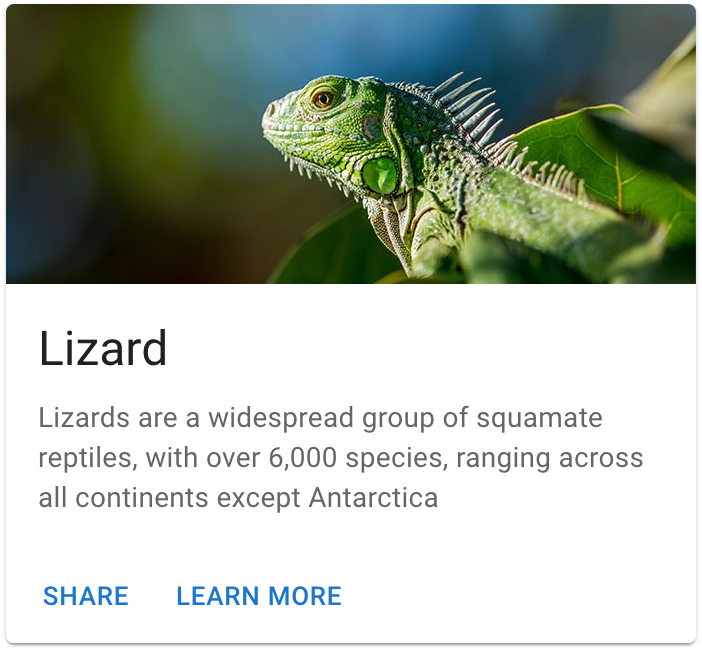 Lizard
Lizards are a widespread group of squamate
reptiles, with over 6,000 species, ranging across
all continents except Antarctica
SHARE LEARN MORE